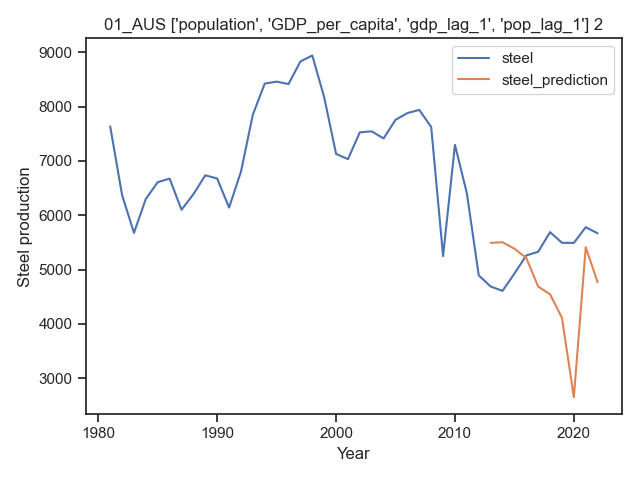 01_AUS ['population', 'GDP_per_capita', 'gdp_lag_1', 'pop_lag_1'] 2
steel
steel_prediction
9000
8000
7000
6000
5000
4000
3000
Steel production
1980
1990
2000
2010
2020
Year